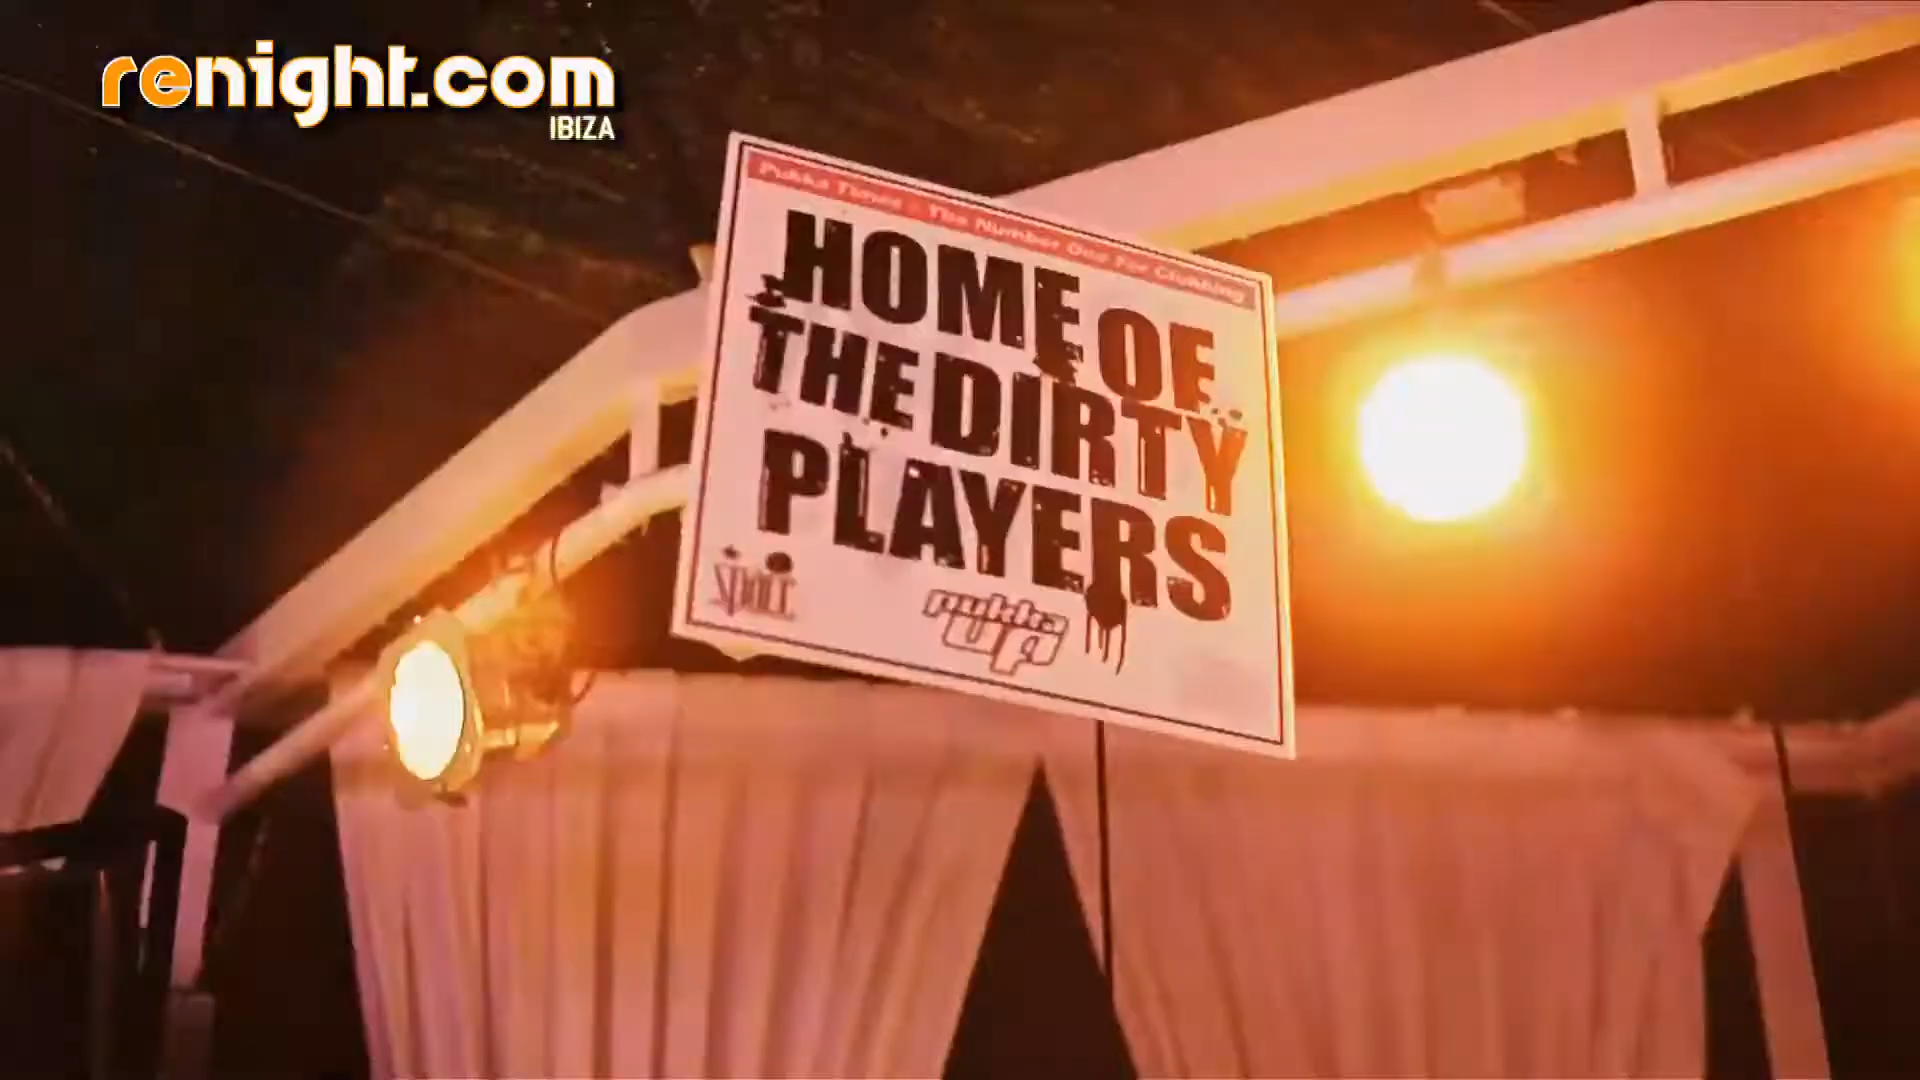 renight.com
IBIZA
Pukka Times - The Number One For Clubbing
HOME OF
THE DIRTY
PLAYERS
space
pukka
UP